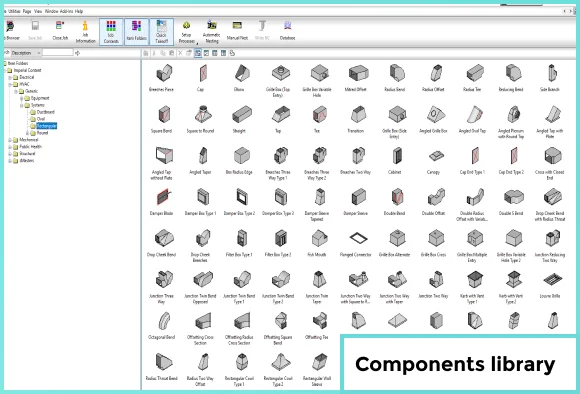 Utilities Page View Window Add-Ins Help
Browser Save Job Close Job Job Information Job Contents Item Folders Quick Takeoff Setup Processes Automatic Nesting Manual Nest Write NC Database
Description
Item Folders
Imperial Content
Electrical
HVAC
Generic
Equipment
Systems
Ductboard
Oval
Rectangular
Round
Mechanical
Public Health
Structural
Breeches Piece Cap Elbow Grille Box (Top Entry) Grille Box Variable Hole Mitred Offset Radius Bend Radius Offset Radius Tee Reducing Bend Side Branch
Square Bend Square to Round Straight Tap Tee Transition Grille Box (Side Entry) Angled Grille Box Angled Oval Tap Angled Plenum with Round Tap Angled Tap with Plate
Angled Tap without Plate Angled Taper Box Radius Edge Breeches Three Way Type 1 Breeches Three Way Type 2 Breeches Two Way Cabinet Canopy Cap End Type 1 Cap End Type 2 Cross with Closed End
Damper Blade Damper Box Type 1 Damper Box Type 2 Damper Box Type 3 Damper Sleeve Tapered Damper Sleeve Double Bend Double Offset Double Radius Offset with Variab... Double S Bend Drop Cheek Bend with Radius Throat
Drop Cheek Bend Drop Cheek Breeches Filter Box Type 1 Filter Box Type 2 Fish Mouth Flanged Connector Grille Box Alternate Grille Box Cross Grille Box Multiple Entry Grille Box Variable Hole Type 2 Junction Reducing Two Way
Junction Three Way Junction Twin Bend Opposed Junction Twin Bend Type 1 Junction Twin Bend Type 2 Junction Twin Taper Junction Two Way with Square to R... Junction Two Way with Taper Junction Two Way Kerb with Vent Type 1 Kerb with Vent Type 2 Louvre Grille
Octagonal Bend Offsetting Cross Section Offsetting Radius Cross Section Offsetting Square Bend Offsetting Tee
Radius Throat Bend Radius Two Way Offset Rectangular Cowl Type 1 Rectangular Cowl Type 2 Rectangular Wall Sleeve
Components library